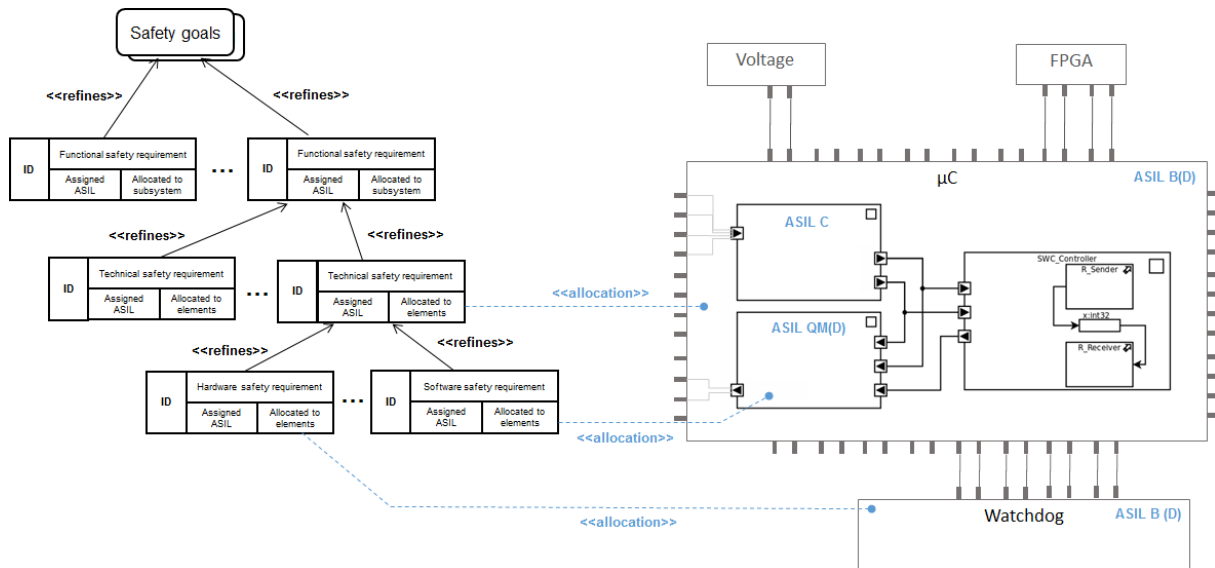 Safety goals
<<refines>>
<<refines>>
ID
Functional safety requirement
Assigned
ASIL
Allocated to
subsystem
...
ID
Functional safety requirement
Assigned
ASIL
Allocated to
subsystem
<<refines>>
<<refines>>
ID
Technical safety requirement
Assigned
ASIL
Allocated to
elements
...
ID
Technical safety requirement
Assigned
ASIL
Allocated to
elements
<<refines>>
<<refines>>
ID
Hardware safety requirement
Assigned
ASIL
Allocated to
elements
...
ID
Software safety requirement
Assigned
ASIL
Allocated to
elements
<<allocation>>
<<allocation>>
<<allocation>>
Voltage
FPGA
µC
ASIL B(D)
ASIL C
ASIL QM(D)
SWC_Controller
R_Sender
x:int32
R_Receiver
Watchdog
ASIL B (D)